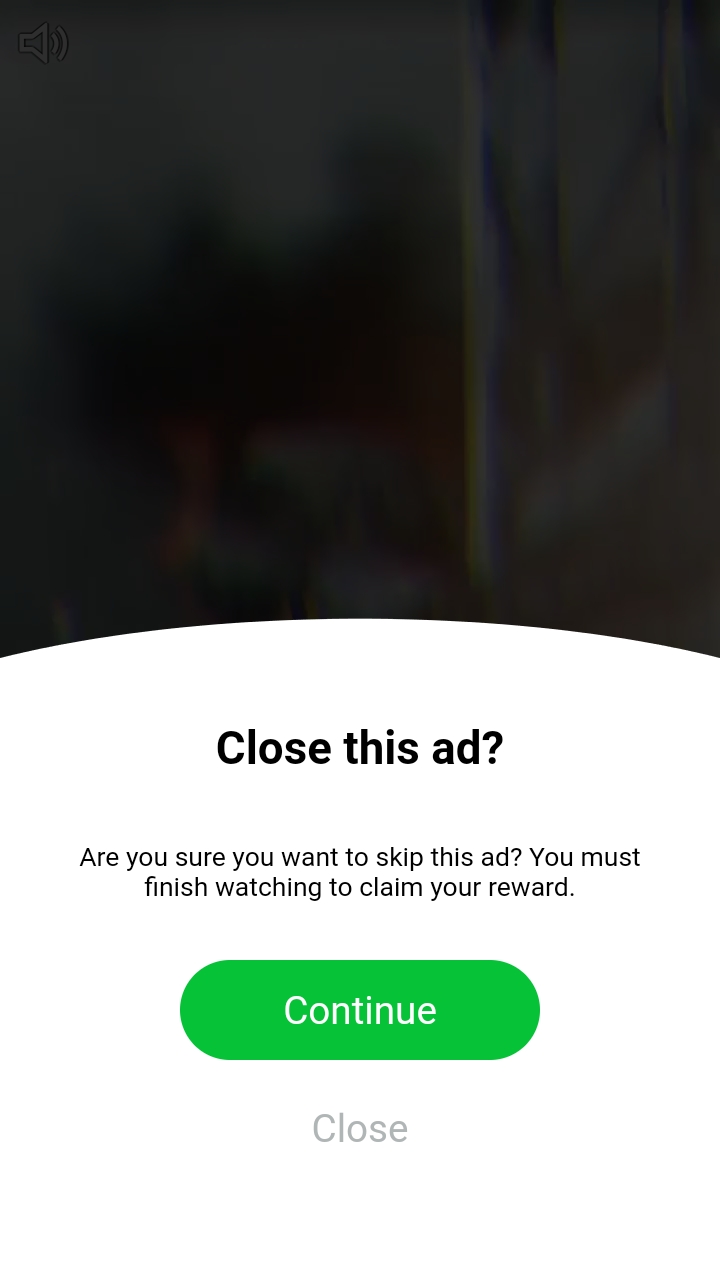 Close this ad?
Are you sure you want to skip this ad? You must
finish watching to claim your reward.
Continue
Close